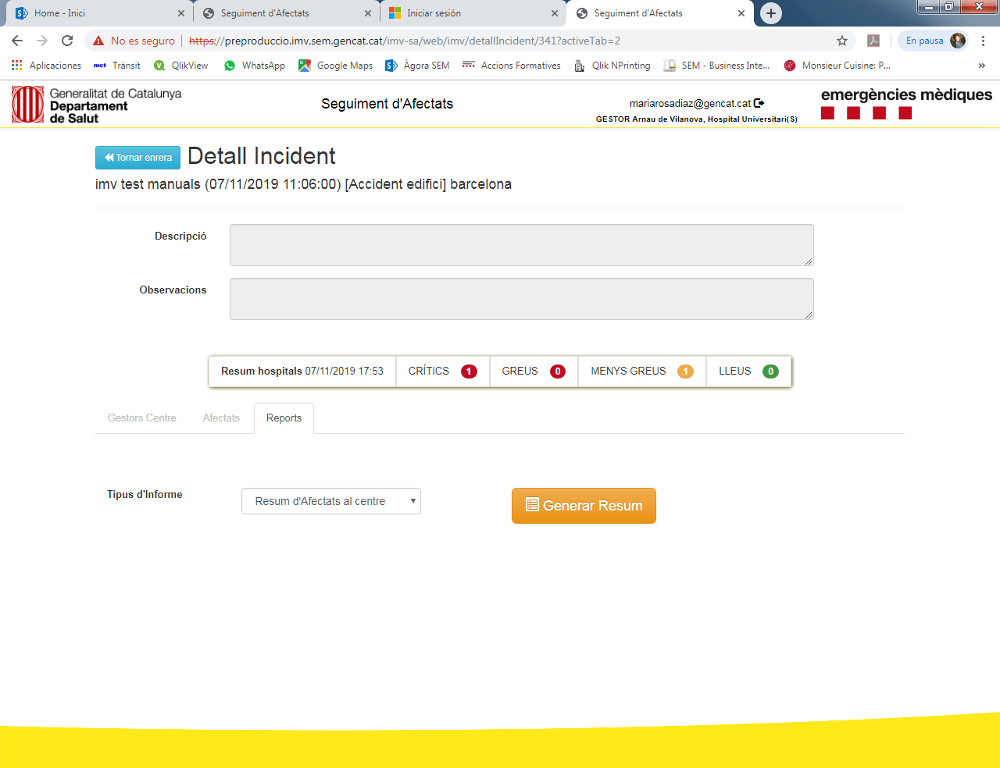 Home - Inici
Seguiment d'Afectats
Iniciar sesión
Seguiment d'Afectats
No es seguro
https://preproduccio.imv.sem.gencat.cat/imv-sa/web/imv/detallIncident/341?activeTab=2
En pausa
Aplicaciones
mct Trànsit
QlikView
WhatsApp
Google Maps
Àgora SEM
Accions Formatives
Qlik NPrinting
SEM - Business Inte...
Monsieur Cuisine: P...
»
Generalitat de Catalunya
Departament
de Salut
Seguiment d'Afectats
mariarosadiaz@gencat.cat
GESTOR Arnau de Vilanova, Hospital Universitari(S)
emergències mèdiques
Tornar enrera
Detall Incident
imv test manuals (07/11/2019 11:06:00) [Accident edifici] barcelona
Descripció
Observacions
Resum hospitals 07/11/2019 17:53
CRÍTICS 1
GREUS 0
MENYS GREUS 1
LLEUS 0
Gestors Centre
Afectats
Reports
Tipus d'Informe
Resum d'Afectats al centre
Generar Resum